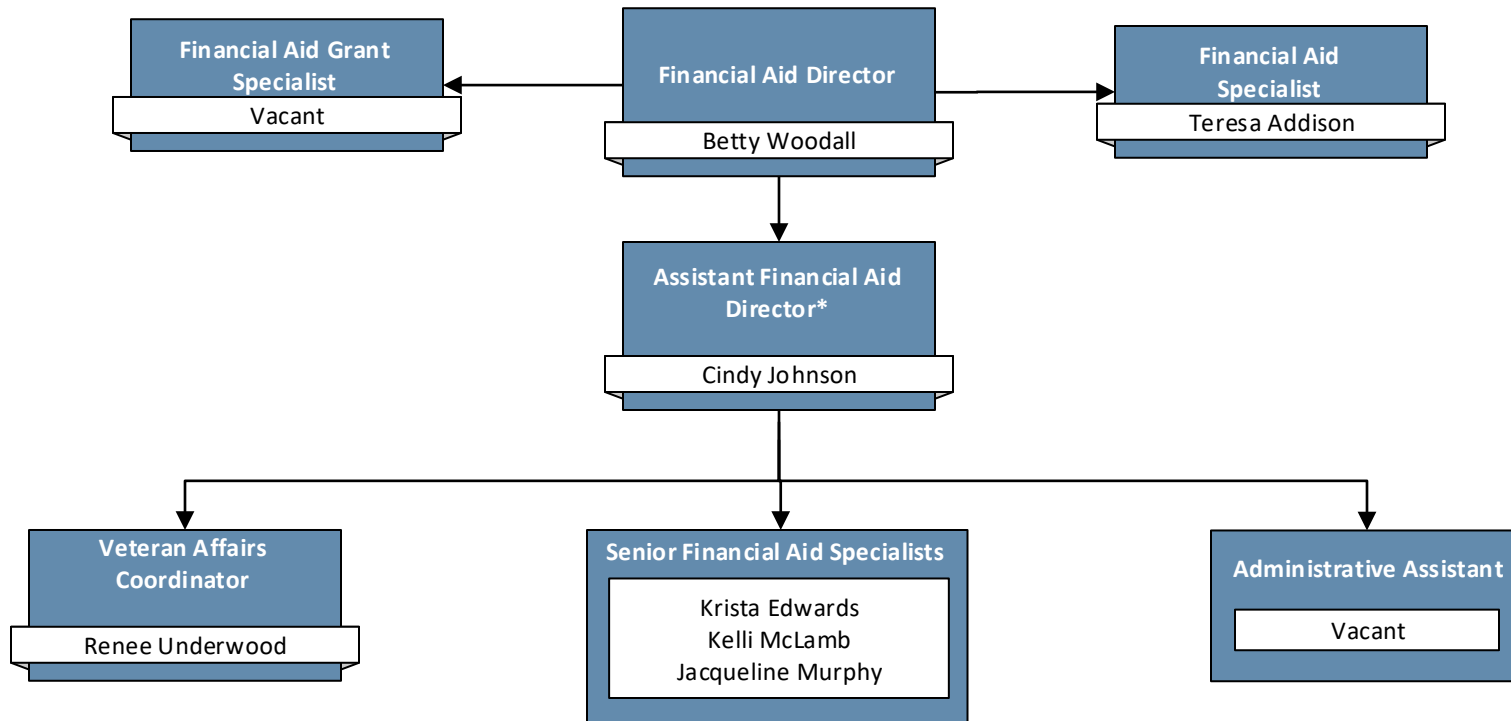 Financial Aid Grant
Specialist
Vacant
Financial Aid Director
Betty Woodall
Financial Aid
Specialist
Teresa Addison
Assistant Financial Aid
Director*
Cindy Johnson
Veteran Affairs
Coordinator
Renee Underwood
Senior Financial Aid Specialists
Krista Edwards
Kelli McLamb
Jacqueline Murphy
Administrative Assistant
Vacant